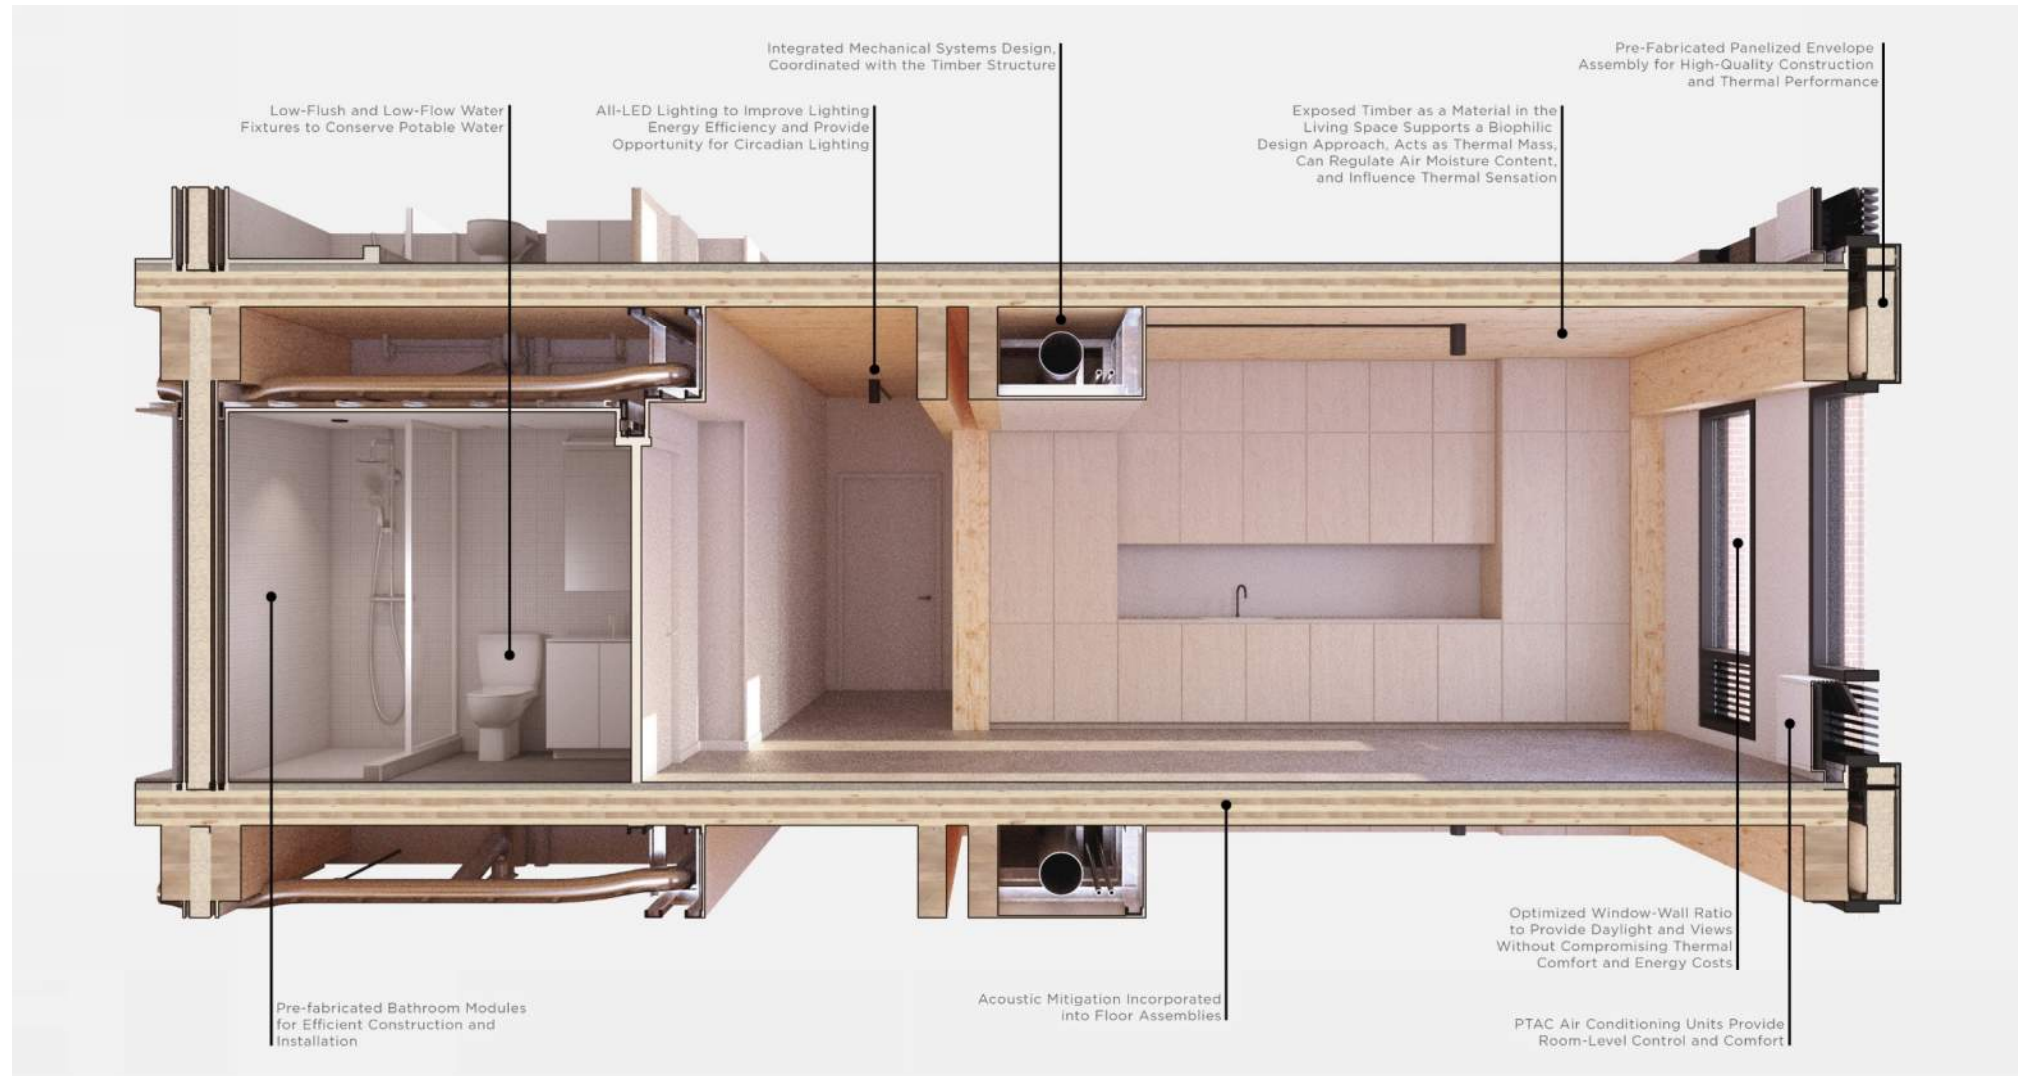 Integrated Mechanical Systems Design,
Coordinated with the Timber Structure
Pre-Fabricated Panelized Envelope
Assembly for High-Quality Construction
and Thermal Performance
Low-Flush and Low-Flow Water
Fixtures to Conserve Potable Water
All-LED Lighting to Improve Lighting
Energy Efficiency and Provide
Opportunity for Circadian Lighting
Exposed Timber as a Material in the
Living Space Supports a Biophilic
Design Approach, Acts as Thermal Mass,
Can Regulate Air Moisture Content,
and Influence Thermal Sensation
Optimized Window-Wall Ratio
to Provide Daylight and Views
Without Compromising Thermal
Comfort and Energy Costs
Pre-fabricated Bathroom Modules
for Efficient Construction and
Installation
Acoustic Mitigation Incorporated
into Floor Assemblies
PTAC Air Conditioning Units Provide
Room-Level Control and Comfort